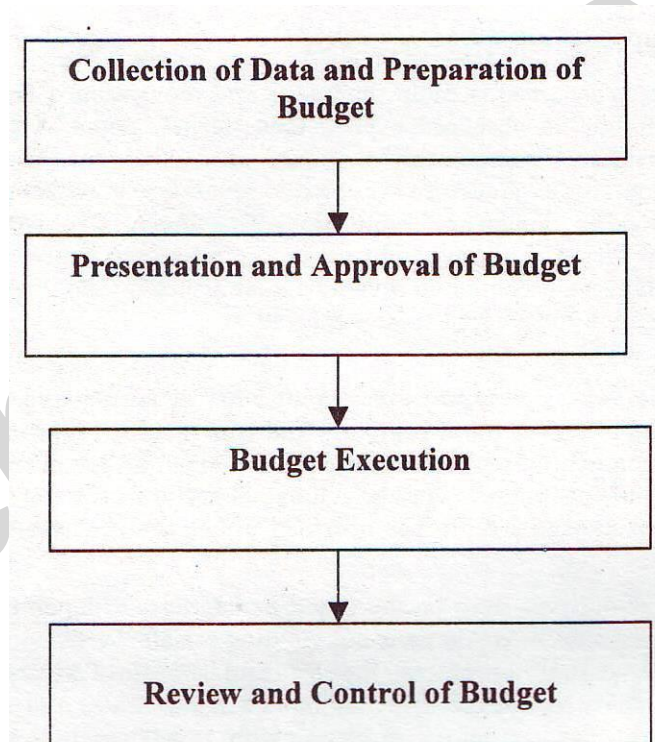 Collection of Data and Preparation of
Budget
Presentation and Approval of Budget
Budget Execution
Review and Control of Budget